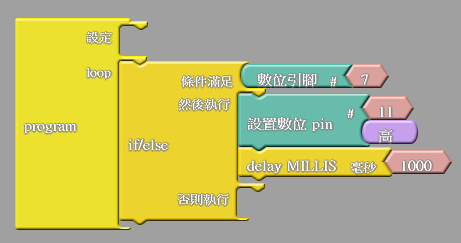 設定
loop
條件滿足
數位引腳 # 7
然後執行
設置數位 pin # 11
高
program
if/else
delay MILLIS 毫秒 1000
否則執行